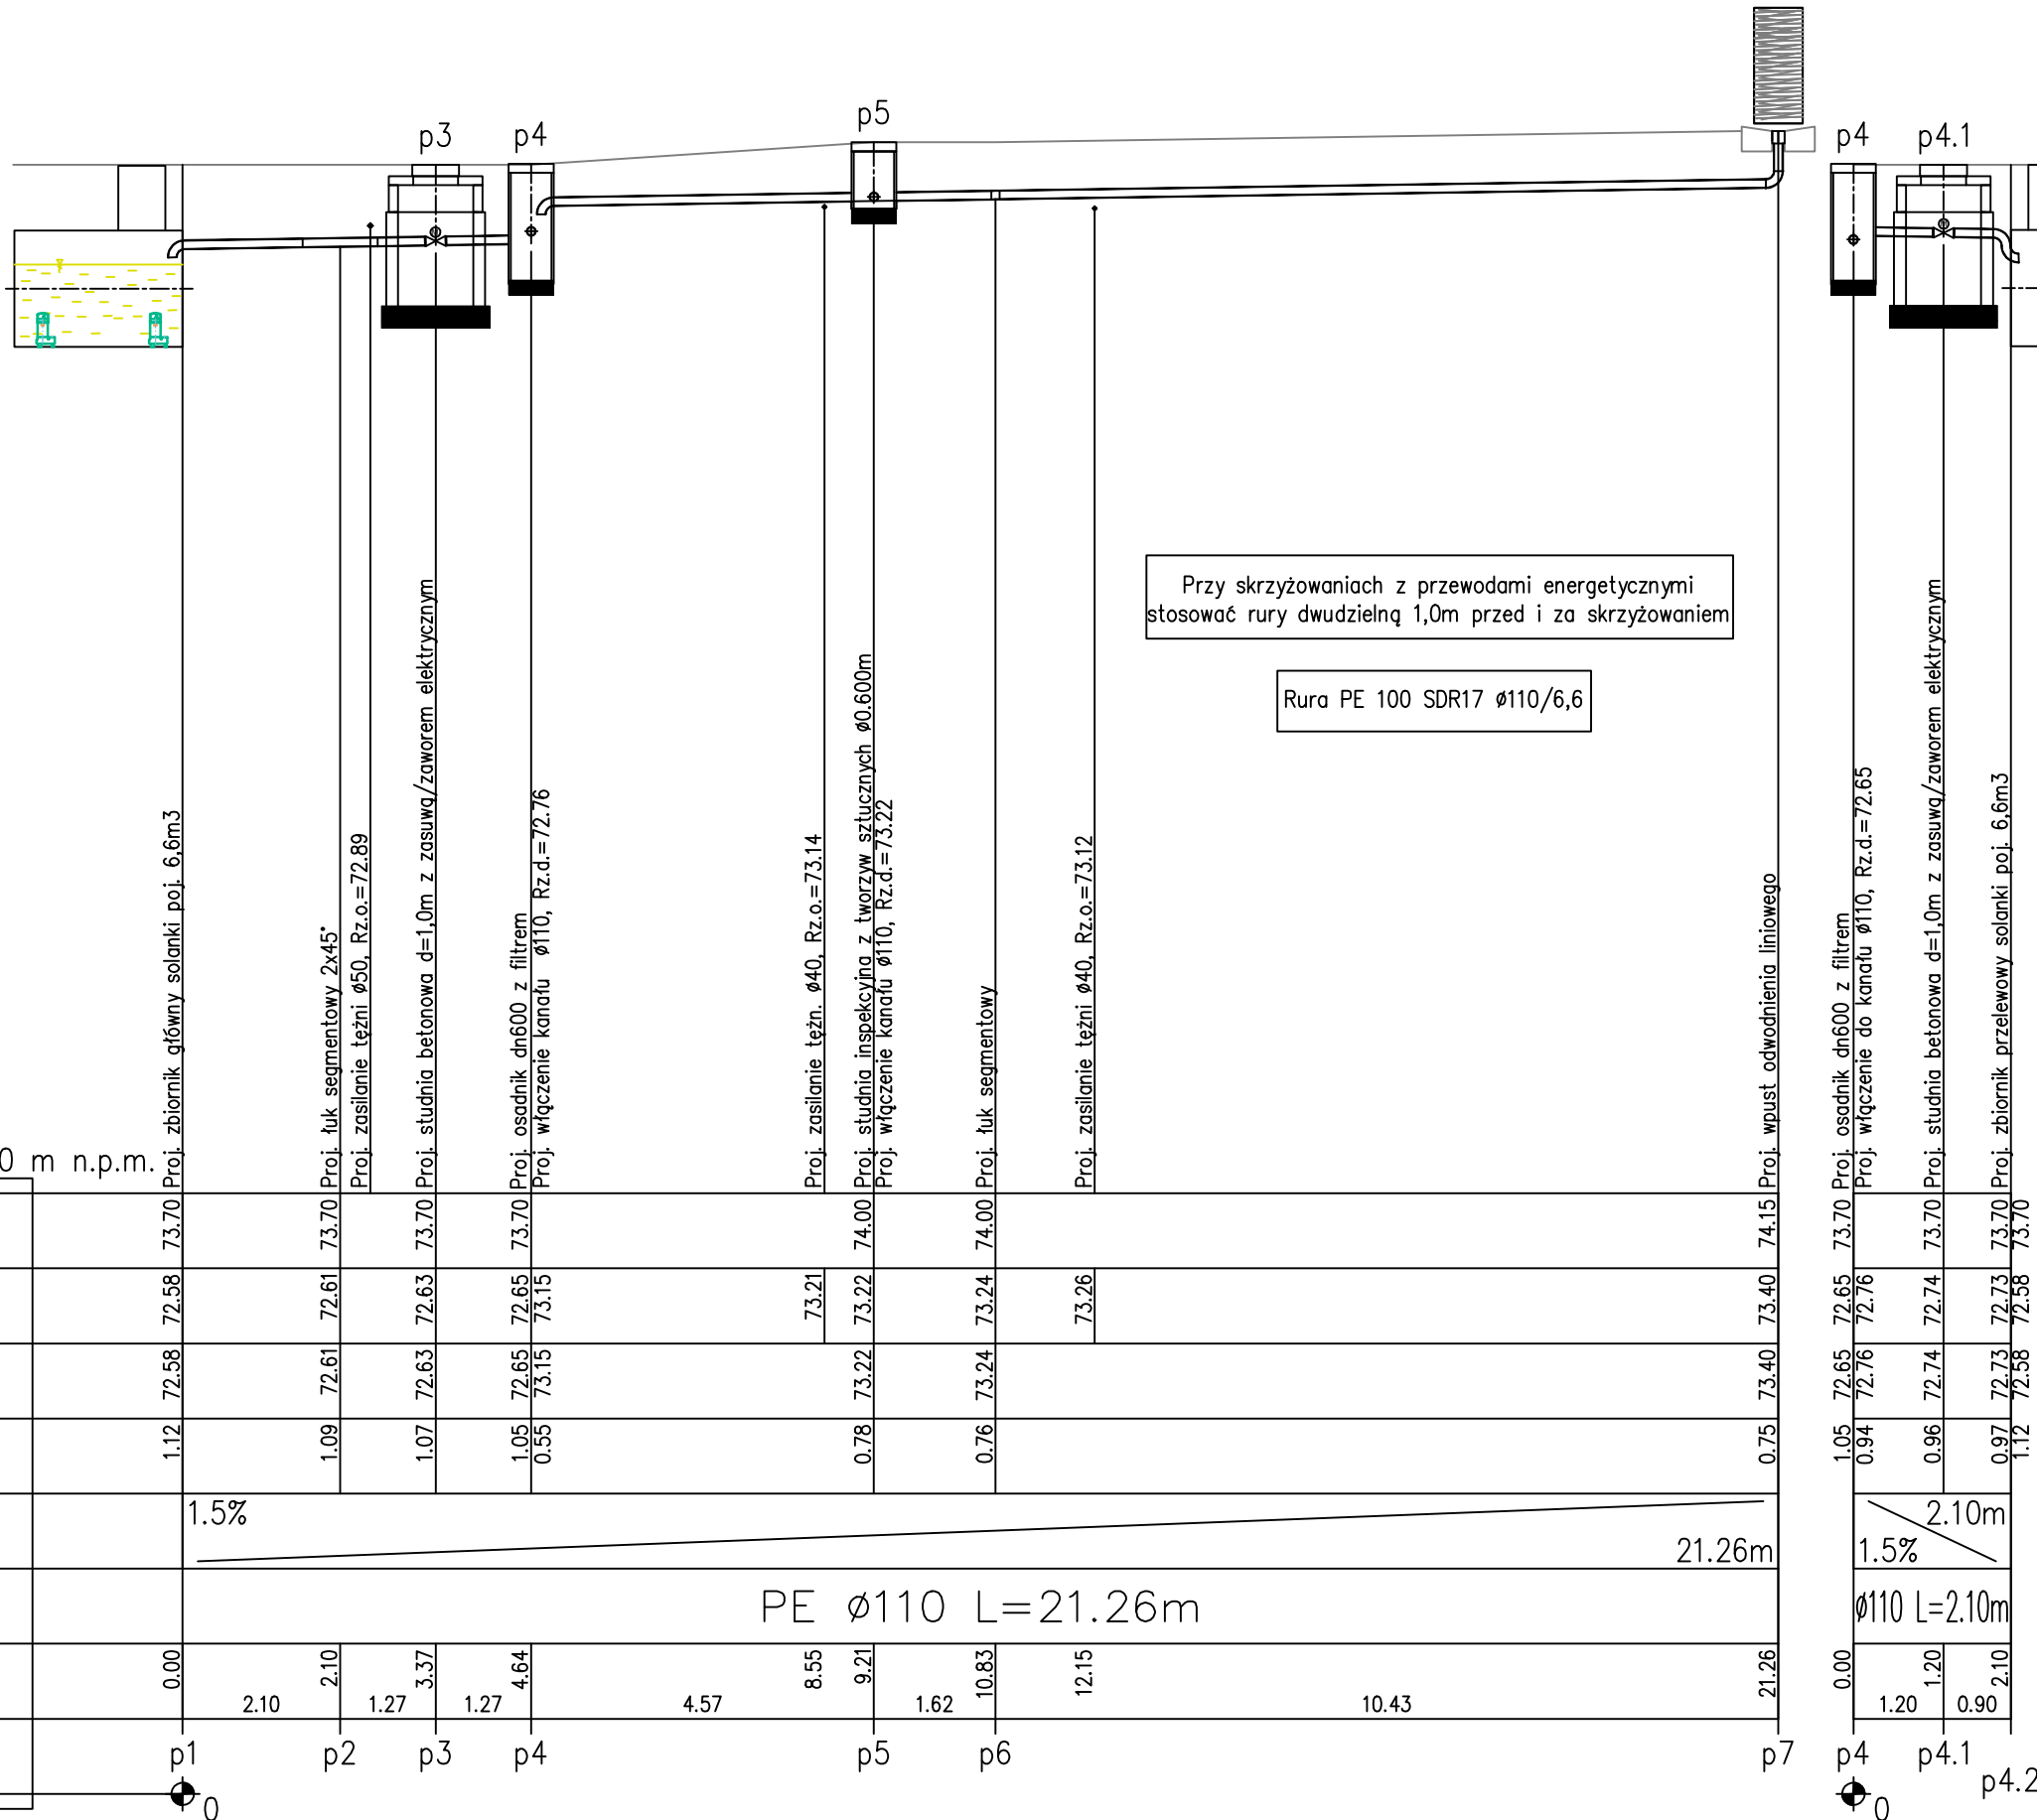 p3
p4
p5
p4
p4.1
Przy skrzyżowaniach z przewodami energetycznymi
stosować rury dwudzielną 1,0m przed i za skrzyżowaniem
Rura PE 100 SDR17 ø110/6,6
0 m n.p.m.
Proj. zbiornik główny solanki poj. 6,6m3
Proj. łuk segmentowy 2x45°
Proj. zasilanie tężni ø50, Rz.o.=72.89
Proj. studnia betonowa d=1,0m z zasuwą/zaworem elektrycznym
Proj. osadnik dn600 z filtrem
Proj. włączenie kanału ø110, Rz.d.=72.76
Proj. zasilanie tężn. ø40, Rz.o.=73.14
Proj. studnia inspekcyjna z tworzyw sztucznych ø0.600m
Proj. włączenie kanału ø110, Rz.d.=73.22
Proj. łuk segmentowy
Proj. zasilanie tężni ø40, Rz.o.=73.12
Proj. wpust odwodnienia liniowego
Proj. osadnik dn600 z filtrem
Proj. włączenie do kanału ø110, Rz.d.=72.65
Proj. studnia betonowa d=1,0m z zasuwą/zaworem elektrycznym
Proj. zbiornik przelewowy solanki poj. 6,6m3
73.70 73.70 73.70 73.70 74.00 74.00 74.15 73.70 73.70 73.70 73.70
72.58 72.61 72.63 72.65 73.15 73.21 73.22 73.24 73.26 73.40 72.65 72.76 72.74 72.73 72.58
72.58 72.61 72.63 72.65 73.15 73.22 73.24 73.40 72.65 72.76 72.74 72.73 72.58
1.12 1.09 1.07 1.05 0.55 0.78 0.76 0.75 1.05 0.94 0.96 0.97 1.12
1.5% 2.10m
21.26m 1.5%
PE ø110 L=21.26m ø110 L=2.10m
0.00 2.10 3.37 4.64 8.55 9.21 10.83 12.15 21.26 0.00 1.20 2.10
2.10 1.27 1.27 4.57 1.62 10.43 1.20 0.90
p1 p2 p3 p4 p5 p6 p7 p4 p4.1 p4.2
0 0